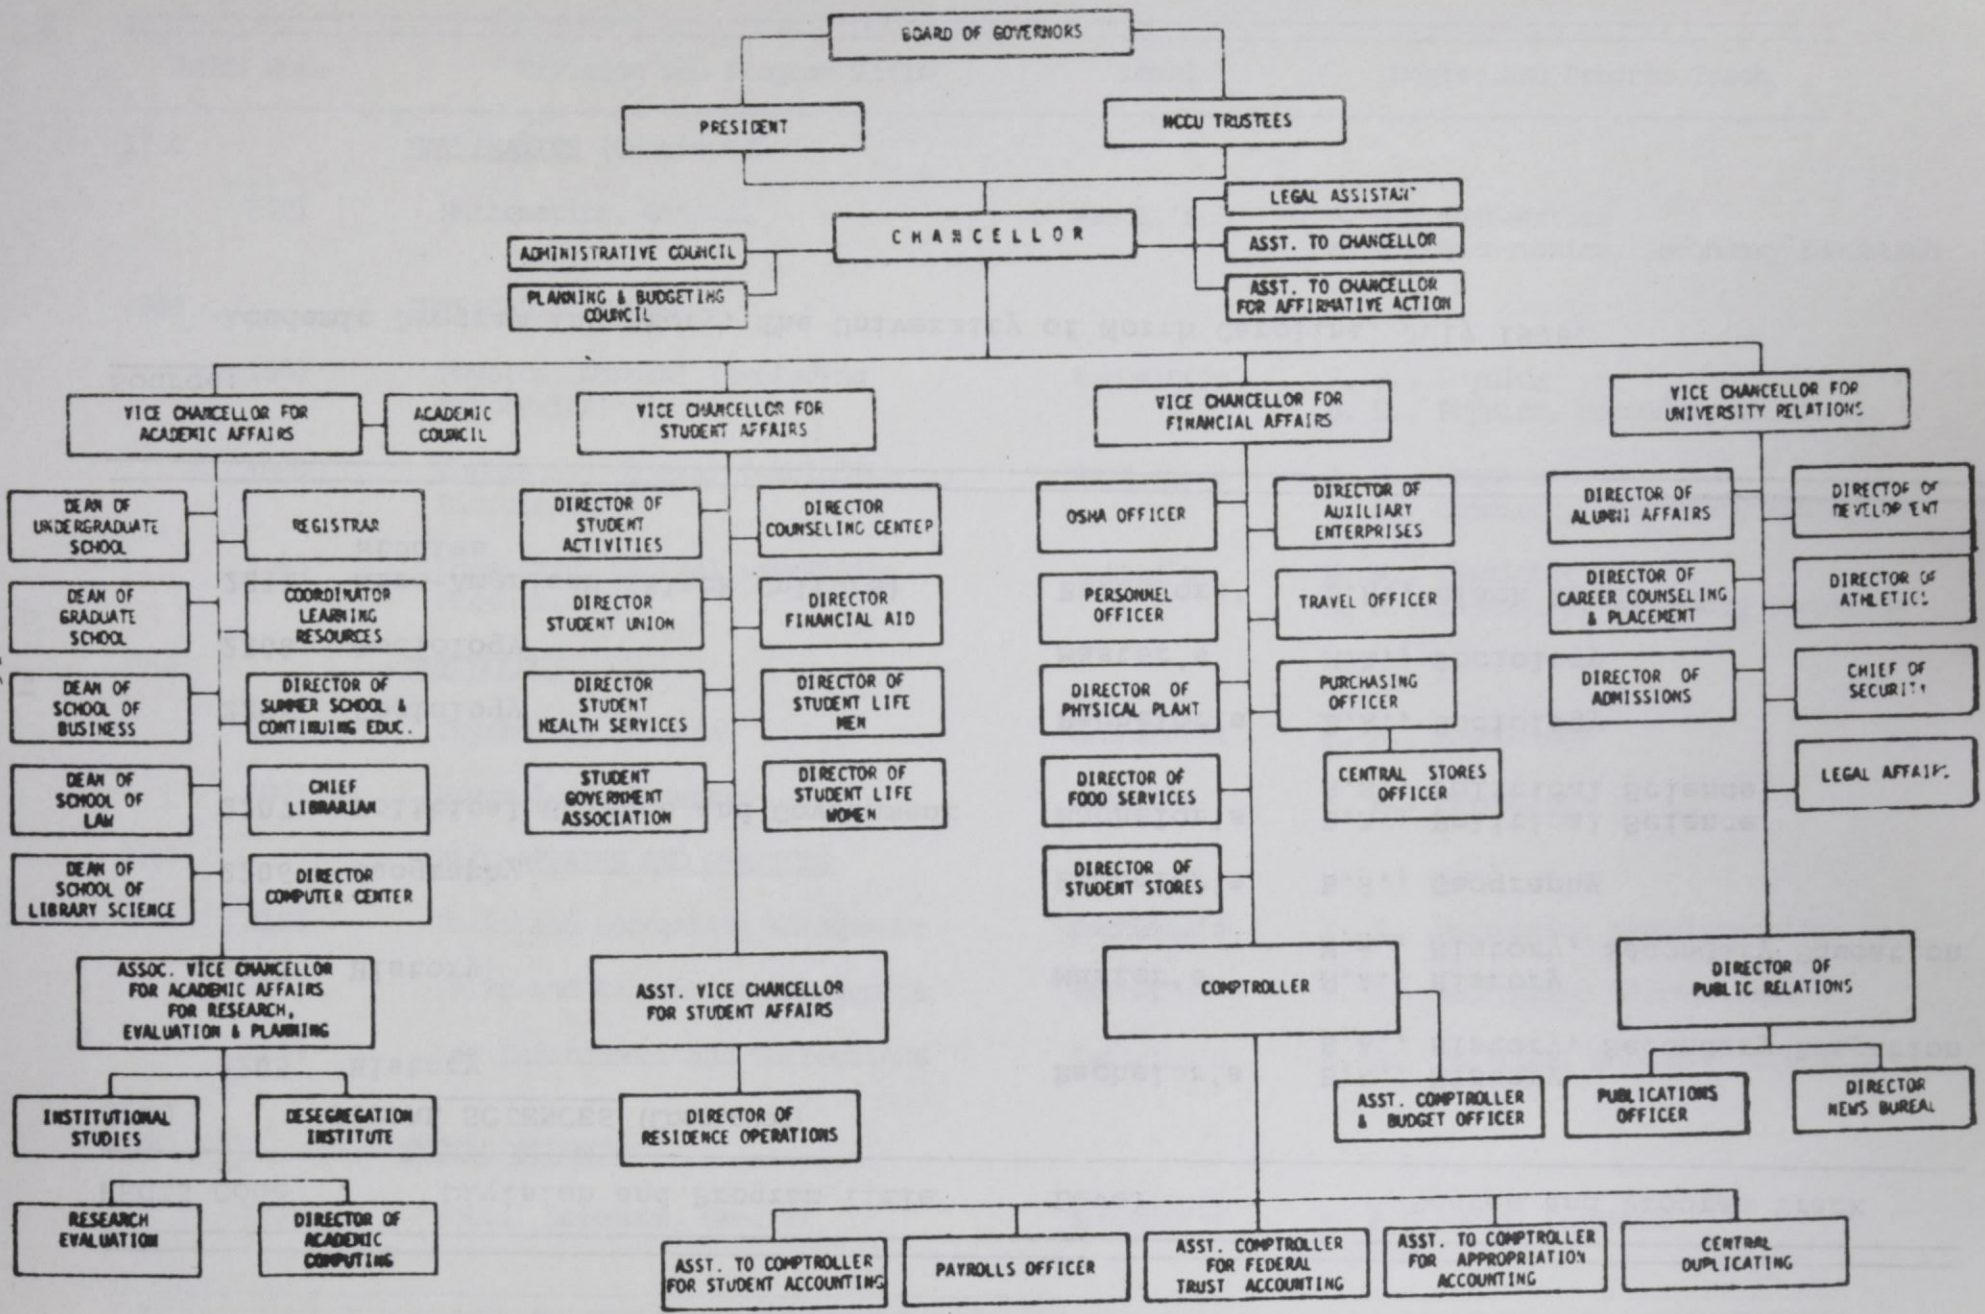 BOARD OF GOVERNORS
PRESIDENT
NCCU TRUSTEES
LEGAL ASSISTANT
CHANCELLOR
ADMINISTRATIVE COUNCIL
ASST. TO CHANCELLOR
PLANNING & BUDGETING
COUNCIL
ASST. TO CHANCELLOR
FOR AFFIRMATIVE ACTION
VICE CHANCELLOR FOR
ACADEMIC AFFAIRS
ACADEMIC
COUNCIL
VICE CHANCELLOR FOR
STUDENT AFFAIRS
VICE CHANCELLOR FOR
FINANCIAL AFFAIRS
VICE CHANCELLOR FOR
UNIVERSITY RELATIONS
DEAN OF
UNDERGRADUATE
SCHOOL
REGISTRAR
DIRECTOR OF
STUDENT
ACTIVITIES
DIRECTOR
COUNSELING CENTER
OSHA OFFICER
DIRECTOR OF
AUXILIARY
ENTERPRISES
DIRECTOR OF
ALUMNI AFFAIRS
DIRECTOR OF
DEVELOPMENT
DEAN OF
GRADUATE
SCHOOL
COORDINATOR
LEARNING
RESOURCES
DIRECTOR
STUDENT UNION
DIRECTOR
FINANCIAL AID
PERSONNEL
OFFICER
TRAVEL OFFICER
DIRECTOR OF
CAREER COUNSELING
& PLACEMENT
DIRECTOR OF
ATHLETICS
DEAN OF
SCHOOL OF
BUSINESS
DIRECTOR OF
SUMMER SCHOOL &
CONTINUING EDUC.
DIRECTOR
STUDENT
HEALTH SERVICES
DIRECTOR OF
STUDENT LIFE
MEN
DIRECTOR OF
PHYSICAL PLANT
PURCHASING
OFFICER
DIRECTOR OF
ADMISSIONS
CHIEF OF
SECURITY
DEAN OF
SCHOOL OF
LAW
CHIEF
LIBRARIAN
STUDENT
GOVERNMENT
ASSOCIATION
DIRECTOR OF
STUDENT LIFE
WOMEN
DIRECTOR OF
FOOD SERVICES
CENTRAL STORES
OFFICER
LEGAL AFFAIRS
DEAN OF
SCHOOL OF
LIBRARY SCIENCE
DIRECTOR
COMPUTER CENTER
DIRECTOR OF
STUDENT STORES
ASSOC. VICE CHANCELLOR
FOR ACADEMIC AFFAIRS
FOR RESEARCH,
EVALUATION & PLANNING
ASST. VICE CHANCELLOR
FOR STUDENT AFFAIRS
COMPTROLLER
DIRECTOR OF
PUBLIC RELATIONS
INSTITUTIONAL
STUDIES
DESEGREGATION
INSTITUTE
DIRECTOR OF
RESIDENCE OPERATIONS
ASST. COMPTROLLER
& BUDGET OFFICER
PUBLICATIONS
OFFICER
DIRECTOR
NEWS BUREAU
RESEARCH
EVALUATION
DIRECTOR OF
ACADEMIC
COMPUTING
ASST. TO COMPTROLLER
FOR STUDENT ACCOUNTING
PAYROLLS OFFICER
ASST. COMPTROLLER
FOR FEDERAL
TRUST ACCOUNTING
ASST. TO COMPTROLLER
FOR APPROPRIATION
ACCOUNTING
CENTRAL
DUPLICATING